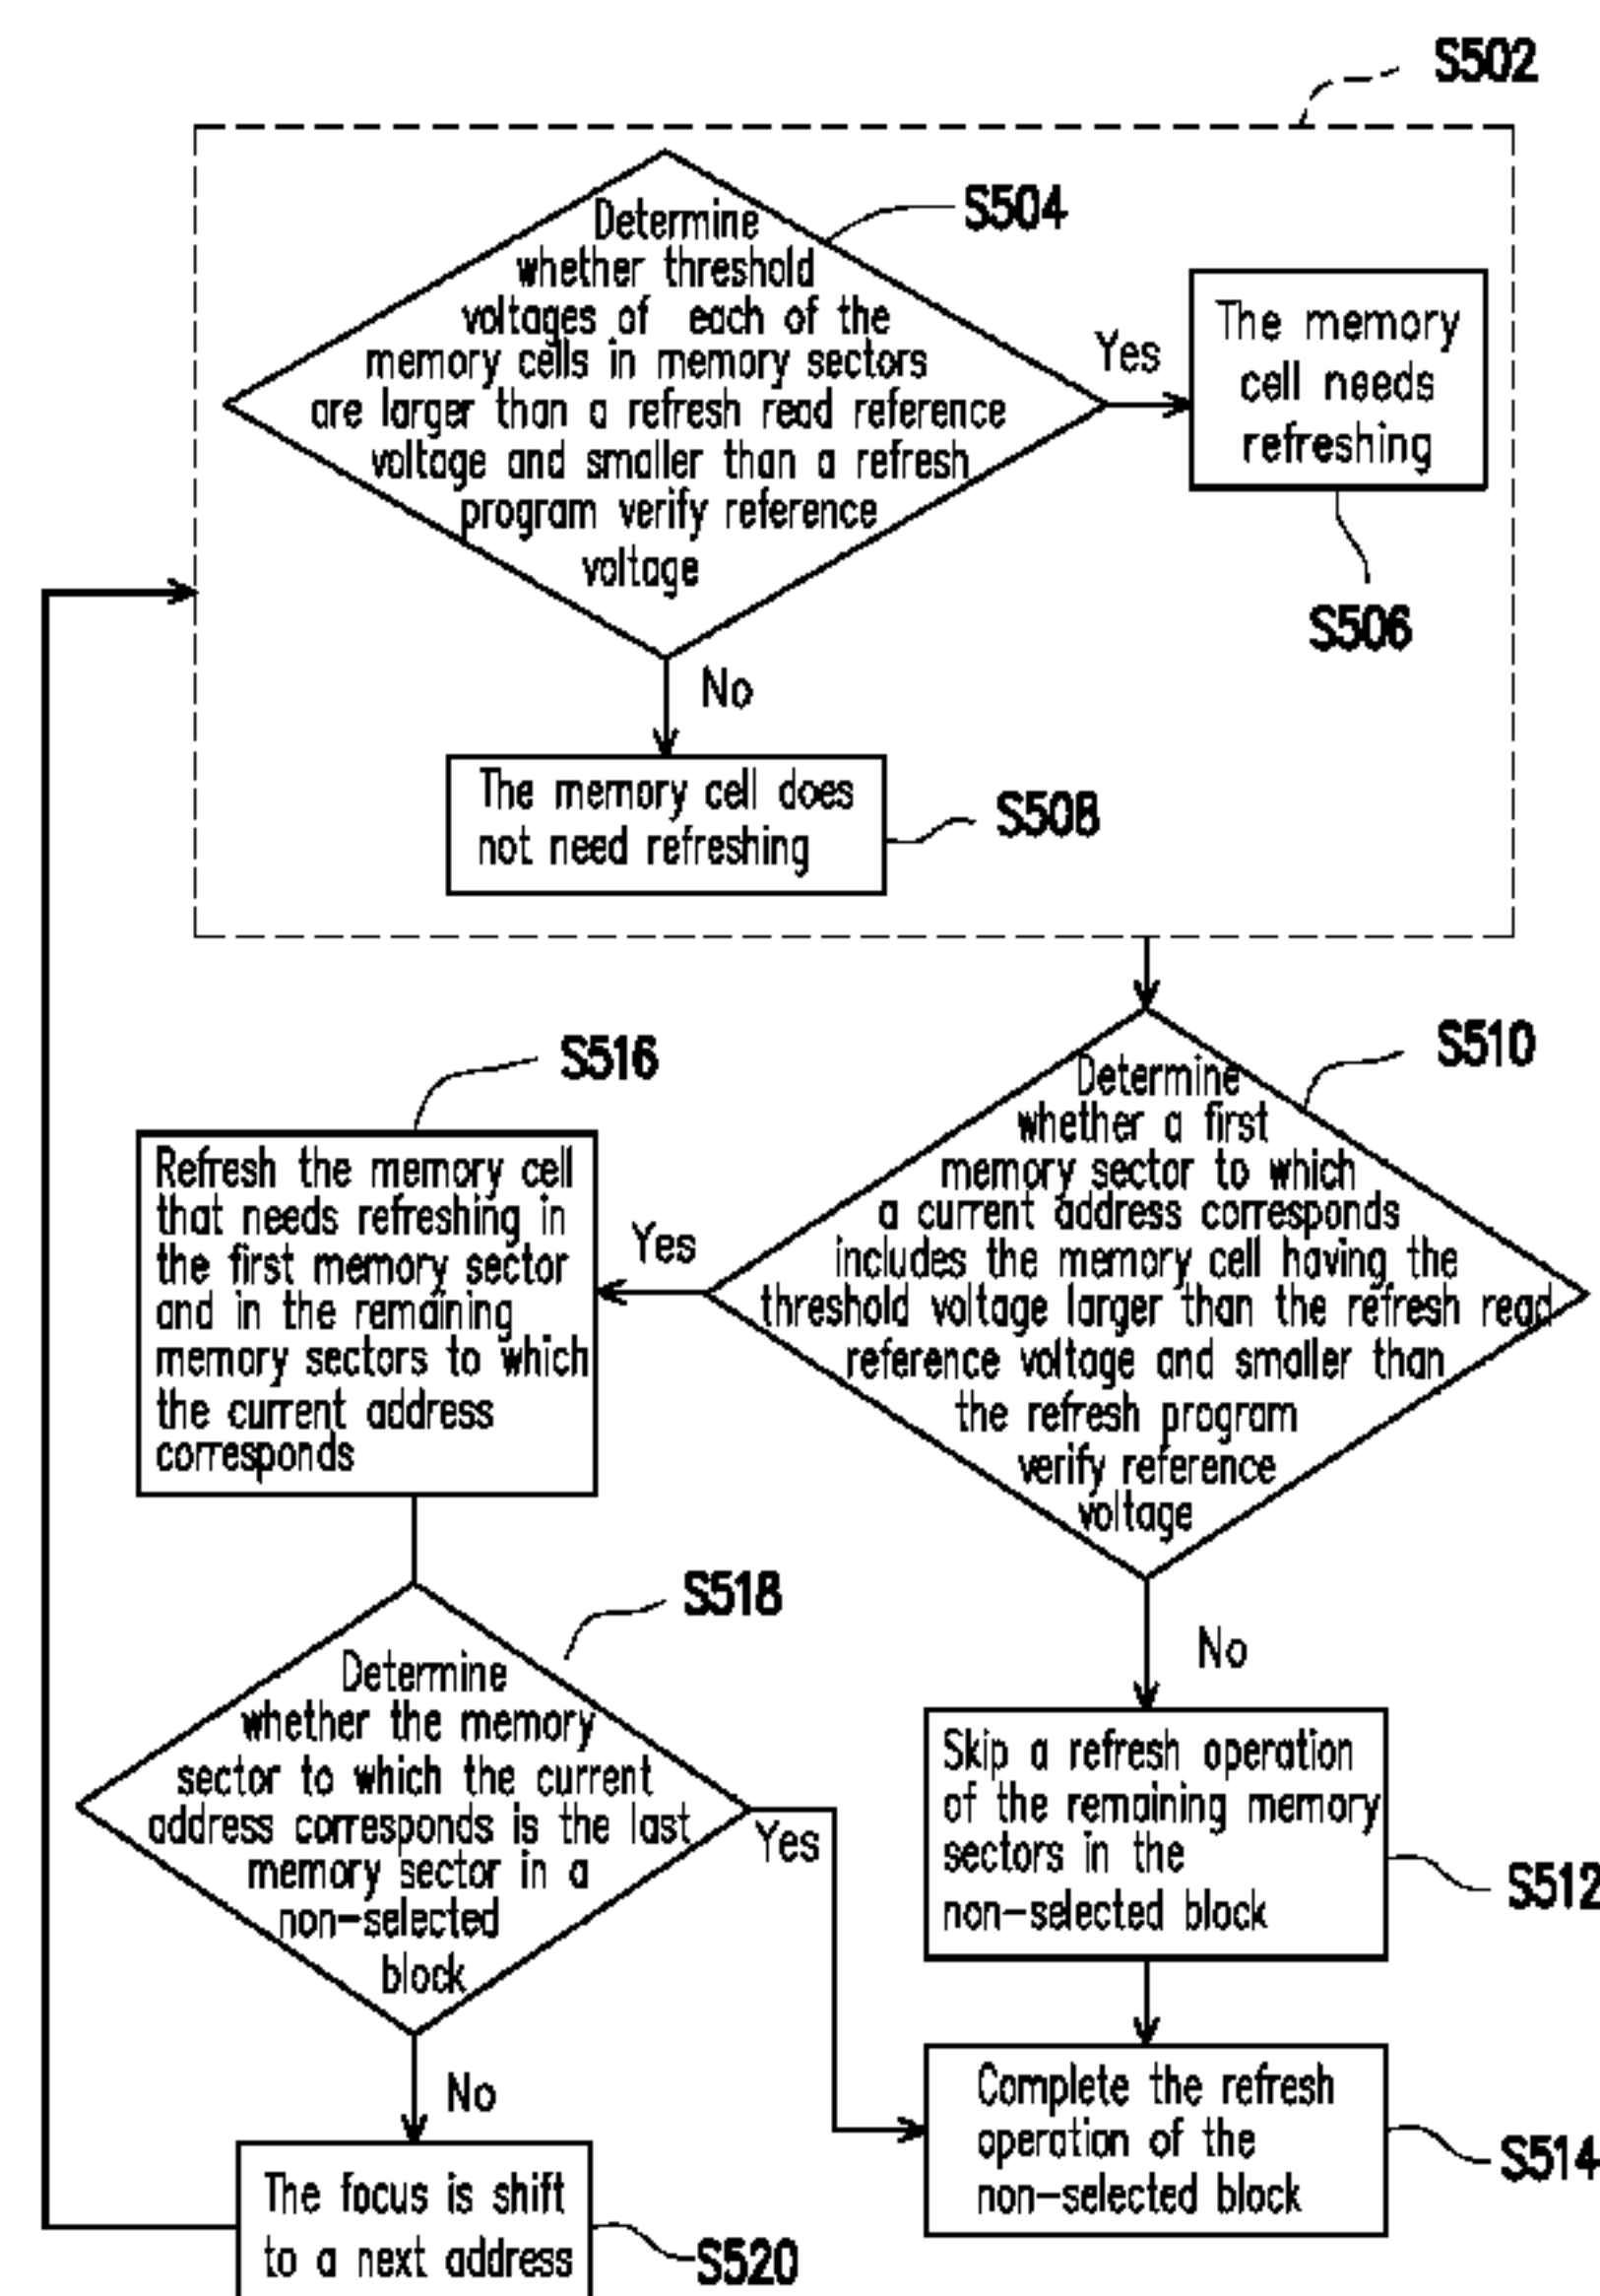 S502
S504
Determine
whether threshold
voltages of each of the
memory cells in memory sectors
are larger than a refresh read reference
voltage and smaller than a refresh
program verify reference
voltage
Yes
The memory
cell needs
refreshing
S506
No
The memory cell does
not need refreshing
S508
S510
Determine
whether a first
memory sector to which
a current address corresponds
includes the memory cell having the
threshold voltage larger than the refresh read
reference voltage and smaller than
the refresh program
verify reference
voltage
Yes
S516
Refresh the memory cell
that needs refreshing in
the first memory sector
and in the remaining
memory sectors to which
the current address
corresponds
S518
Determine
whether the memory
sector to which the current
address corresponds is the last
memory sector in a
non-selected
block
Yes
No
Skip a refresh operation
of the remaining memory
sectors in the
non-selected block
S512
Complete the refresh
operation of the
non-selected block
S514
No
The focus is shift
to a next address
S520